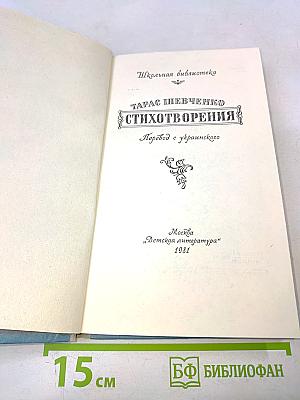 Школьная библиотека
ТАРАС ШЕВЧЕНКО
СТИХОТВОРЕНИЯ
Перевод с украинского
Москва
„Детская литература“
1981
15 см
БФ БИБЛИОФАН